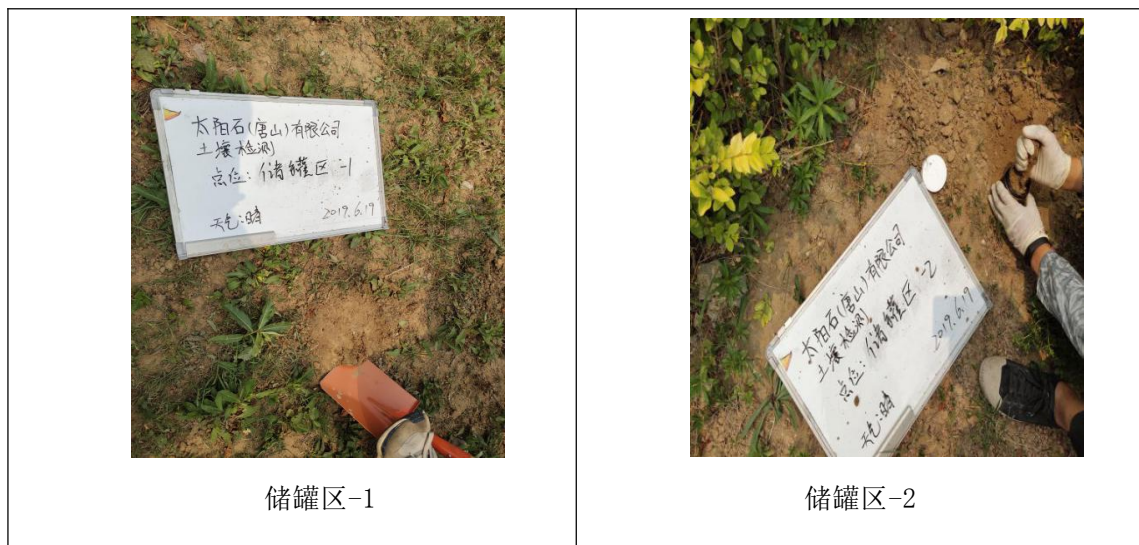 太阳石(唐山)有限公司
土壤检测
点位:储罐区-1
天气:晴
2019.6.19
储罐区-1
太阳石(唐山)有限公司
土壤检测
点位:储罐区-2
天气:晴
2019.6.19
储罐区-2